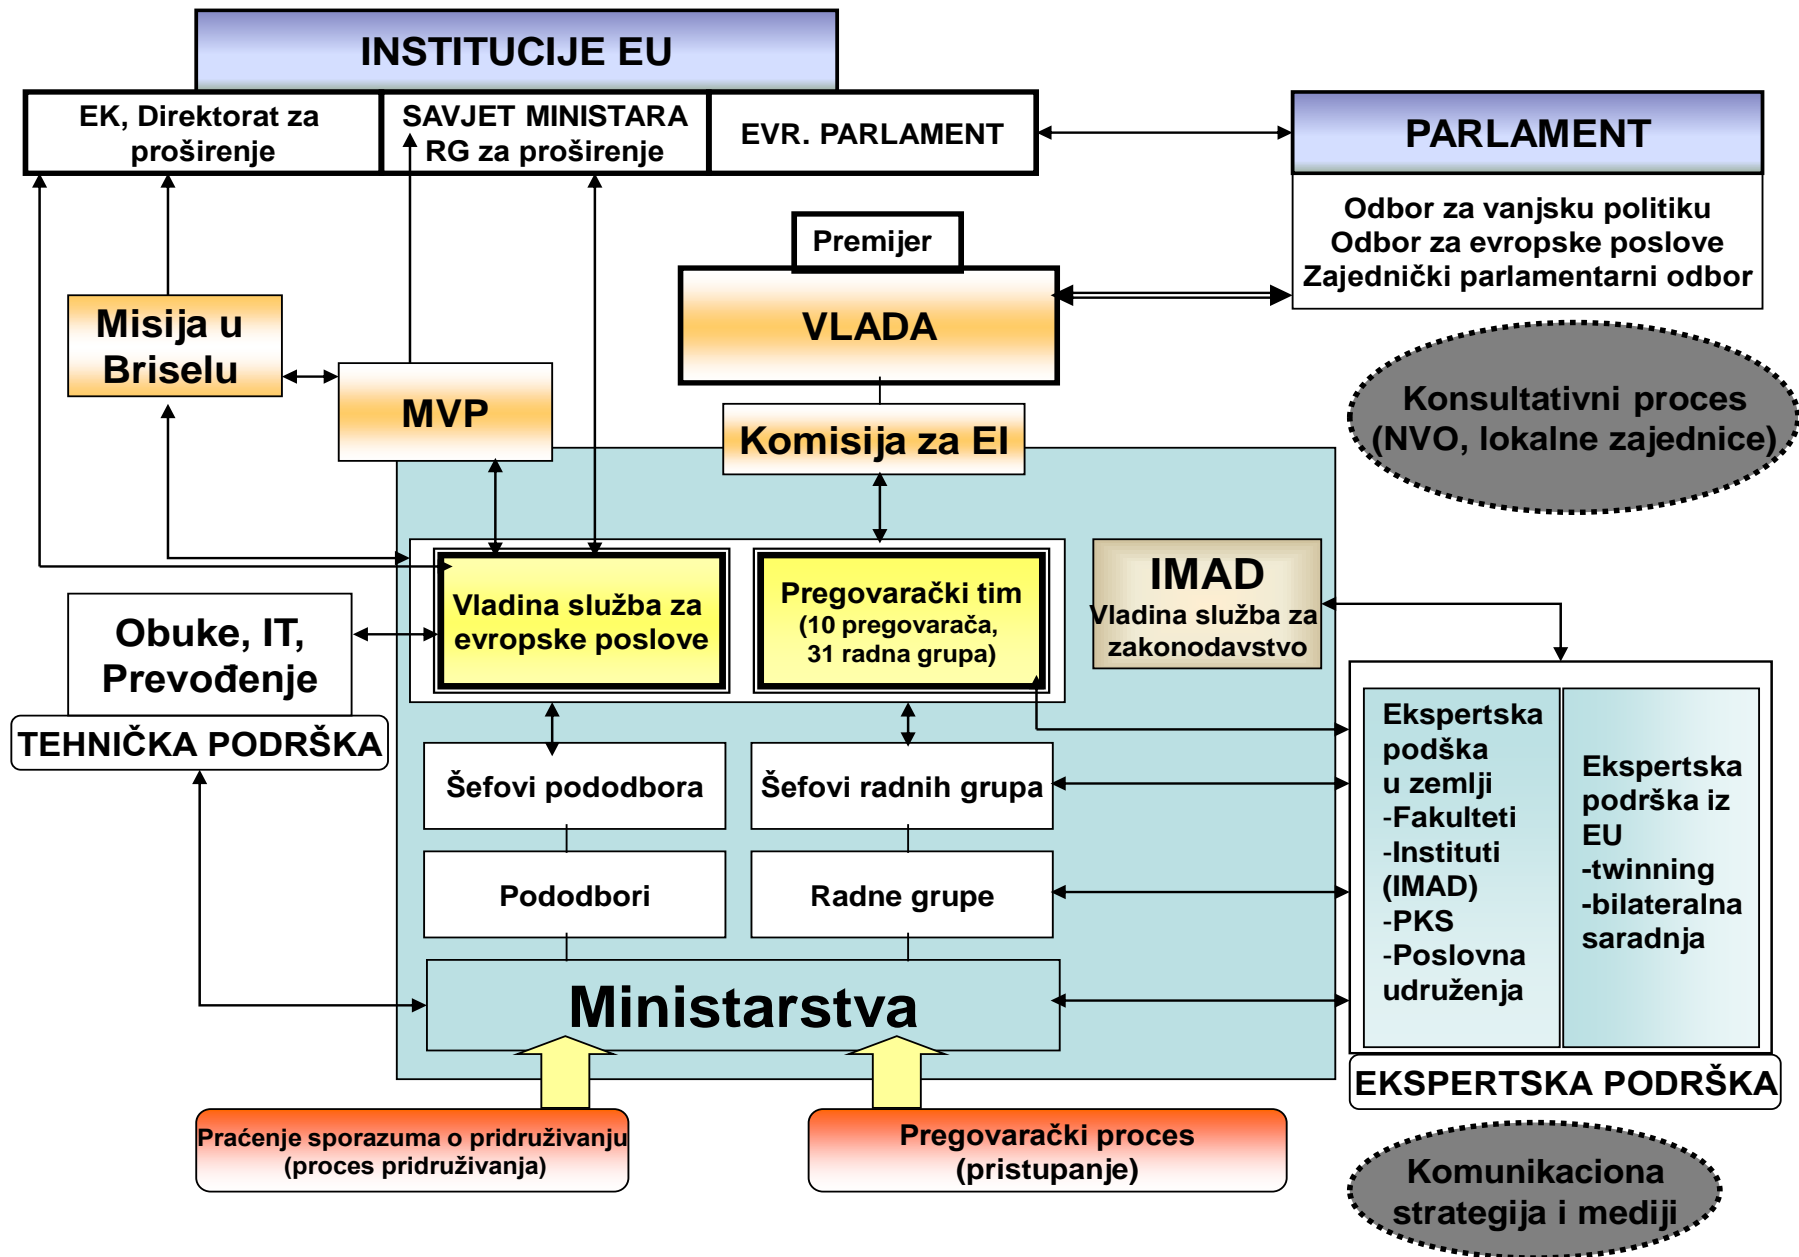 INSTITUCIJE EU
EK, Direktorat za
proširenje
SAVJET MINISTARA
RG za proširenje
EVR. PARLAMENT
PARLAMENT
Odbor za vanjsku politiku
Odbor za evropske poslove
Zajednički parlamentarni odbor
Premijer
VLADA
Misija u
Briselu
MVP
Komisija za EI
Konsultativni proces
(NVO, lokalne zajednice)
Vladina služba za
evropske poslove
Pregovarački tim
(10 pregovarača,
31 radna grupa)
IMAD
Vladina služba za
zakonodavstvo
Obuke, IT,
Prevođenje
TEHNIČKA PODRŠKA
Šefovi pododbora
Šefovi radnih grupa
Pododbori
Radne grupe
Ministarstva
Ekspertska
podška
u zemlji
-Fakulteti
-Instituti
(IMAD)
-PKS
-Poslovna
udruženja
Ekspertska
podrška iz
EU
-twinning
-bilateralna
saradnja
EKSPERTSKA PODRŠKA
Praćenje sporazuma o pridruživanju
(proces pridruživanja)
Pregovarački proces
(pristupanje)
Komunikaciona
strategija i mediji